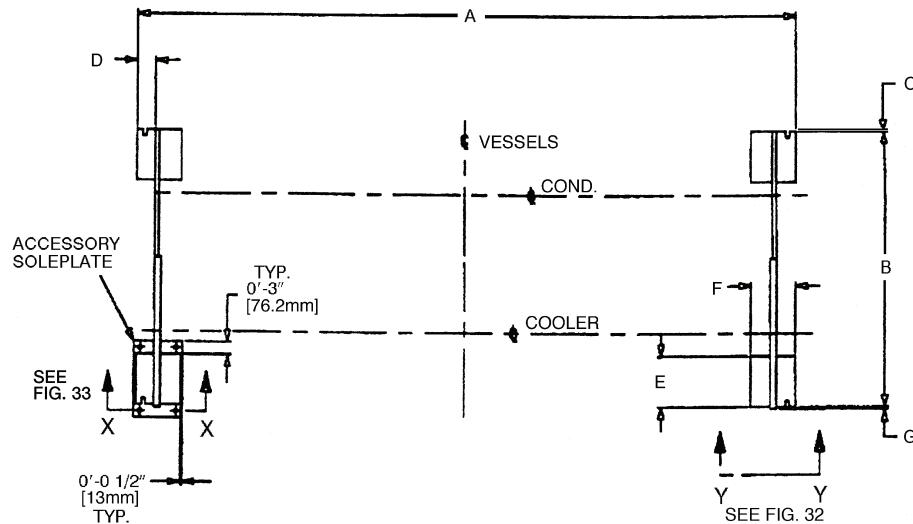 A
D
C
VESSELS
COND.
ACCESSORY
SOLEPLATE
TYP.
0'-3"
[76.2mm]
F
B
COOLER
SEE
FIG. 33
E
X X
G
0'-0 1/2"
[13mm]
TYP.
Y Y
SEE FIG. 32